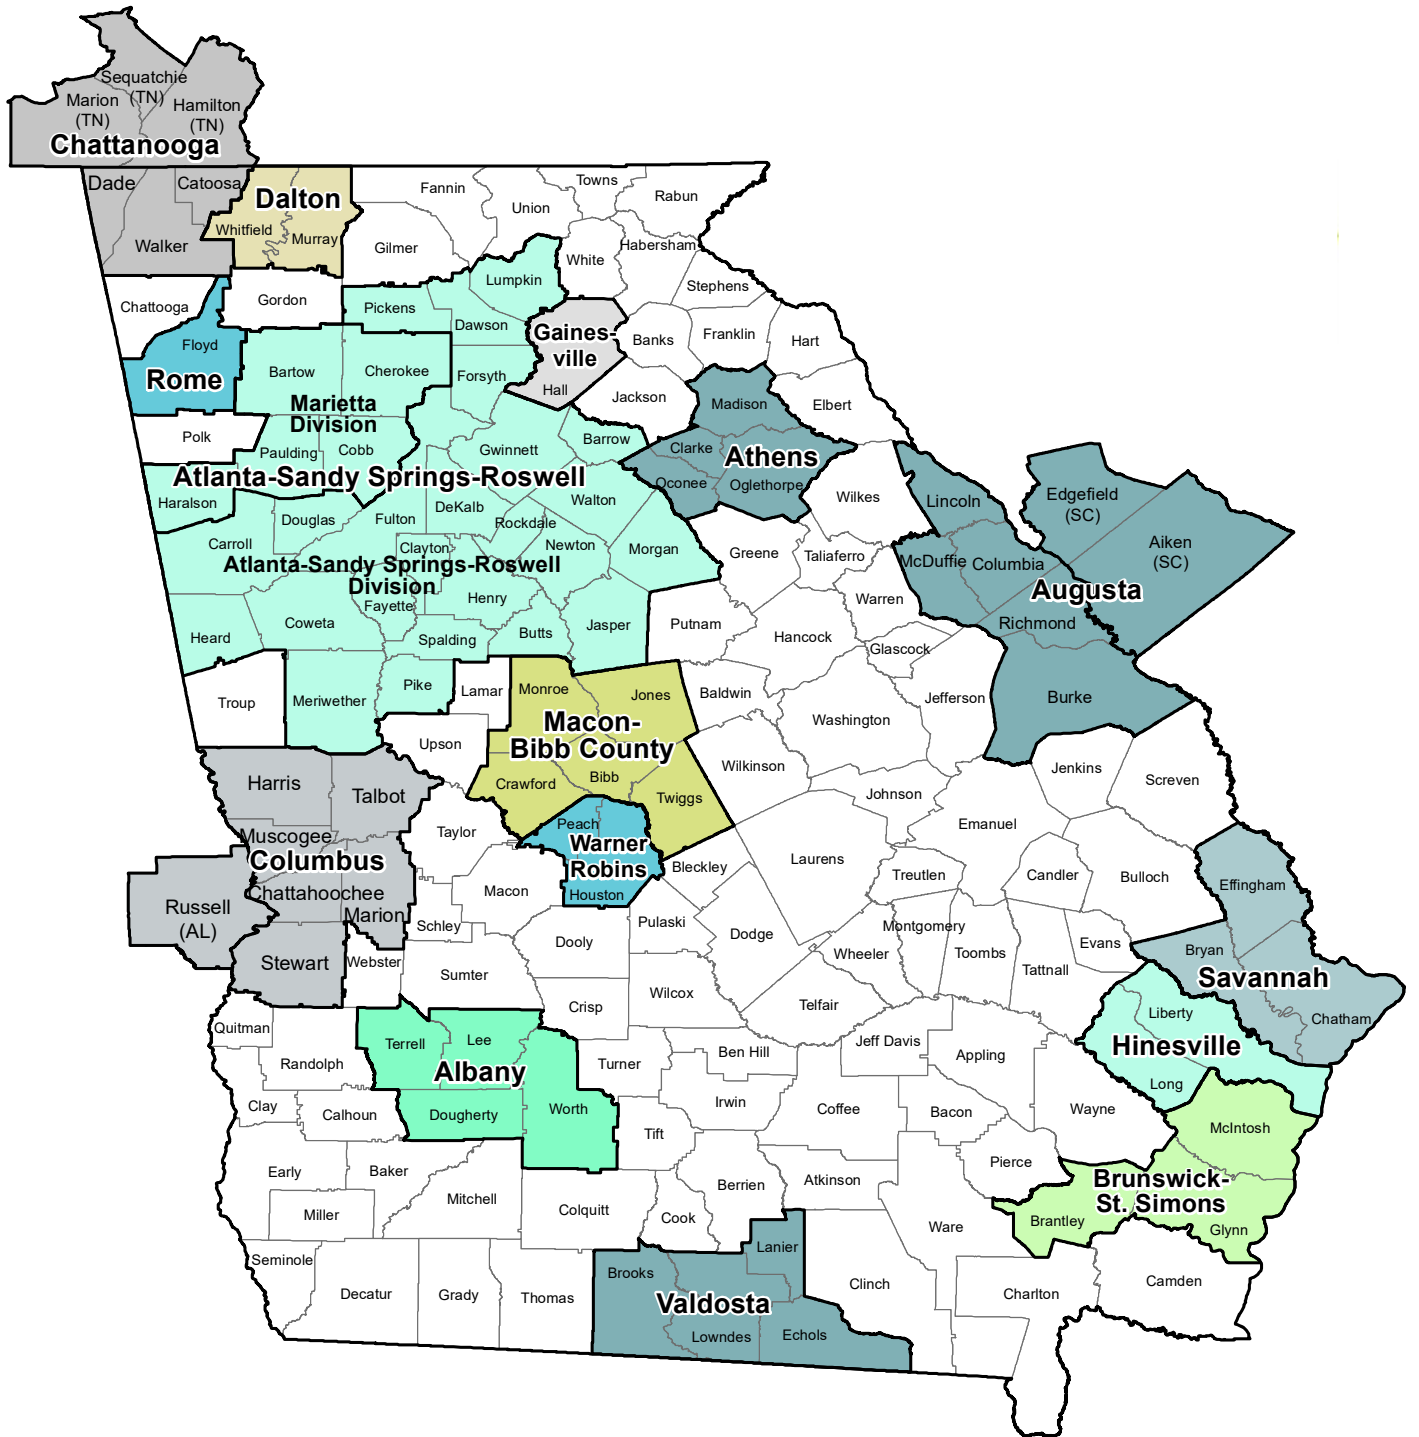 Sequatchie
(TN)
Marion
(TN)
Hamilton
(TN)
Chattanooga
Dade
Catoosa
Walker
Dalton
Whitfield
Murray
Fannin
Towns
Union
Rabun
Gilmer
White
Habersham
Stephens
Lumpkin
Chattooga
Gordon
Pickens
Dawson
Gaines-
ville
Hall
Banks
Franklin
Hart
Floyd
Rome
Bartow
Cherokee
Forsyth
Jackson
Madison
Elbert
Marietta
Division
Polk
Paulding
Cobb
Gwinnett
Barrow
Clarke
Athens
Oconee
Oglethorpe
Wilkes
Lincoln
Edgefield
(SC)
Aiken
(SC)
Atlanta-Sandy Springs-Roswell
Haralson
Douglas
Fulton
DeKalb
Rockdale
Walton
Carroll
Clayton
Newton
Morgan
Greene
Taliaferro
McDuffie
Columbia
Augusta
Atlanta-Sandy Springs-Roswell
Division
Fayette
Henry
Warren
Richmond
Heard
Coweta
Spalding
Butts
Jasper
Putnam
Hancock
Glascock
Troup
Meriwether
Pike
Lamar
Monroe
Jones
Baldwin
Washington
Jefferson
Burke
Macon-
Bibb County
Upson
Crawford
Bibb
Twiggs
Wilkinson
Johnson
Jenkins
Screven
Harris
Talbot
Muscogee
Columbus
Chattahoochee
Russell
(AL)
Marion
Stewart
Webster
Taylor
Peach
Warner
Robins
Houston
Macon
Schley
Bleckley
Laurens
Emanuel
Treutlen
Candler
Bulloch
Effingham
Pulaski
Dooly
Dodge
Wheeler
Montgomery
Toombs
Tattnall
Evans
Bryan
Savannah
Chatham
Sumter
Crisp
Wilcox
Telfair
Quitman
Randolph
Terrell
Lee
Albany
Dougherty
Worth
Turner
Ben Hill
Jeff Davis
Appling
Liberty
Hinesville
Long
Clay
Calhoun
Irwin
Coffee
Bacon
Wayne
McIntosh
Tift
Early
Baker
Mitchell
Miller
Colquitt
Berrien
Cook
Atkinson
Pierce
Brunswick-
St. Simons
Brantley
Glynn
Ware
Seminole
Decatur
Grady
Thomas
Brooks
Lanier
Valdosta
Lowndes
Echols
Clinch
Charlton
Camden